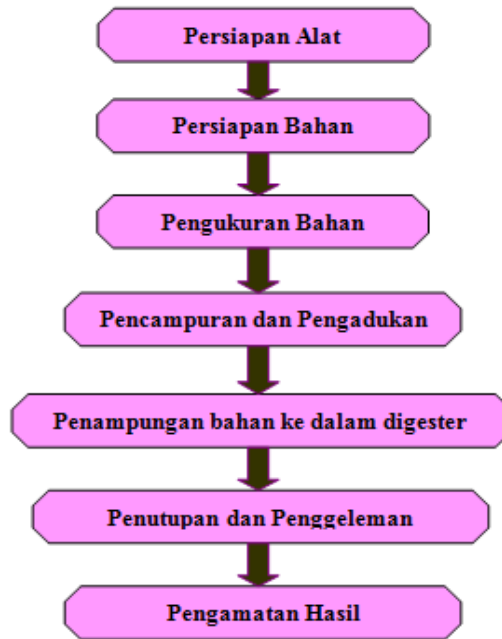 Persiapan Alat
Persiapan Bahan
Pengukuran Bahan
Pencampuran dan Pengadukan
Penampungan bahan ke dalam digester
Penutupan dan Penggeleman
Pengamatan Hasil